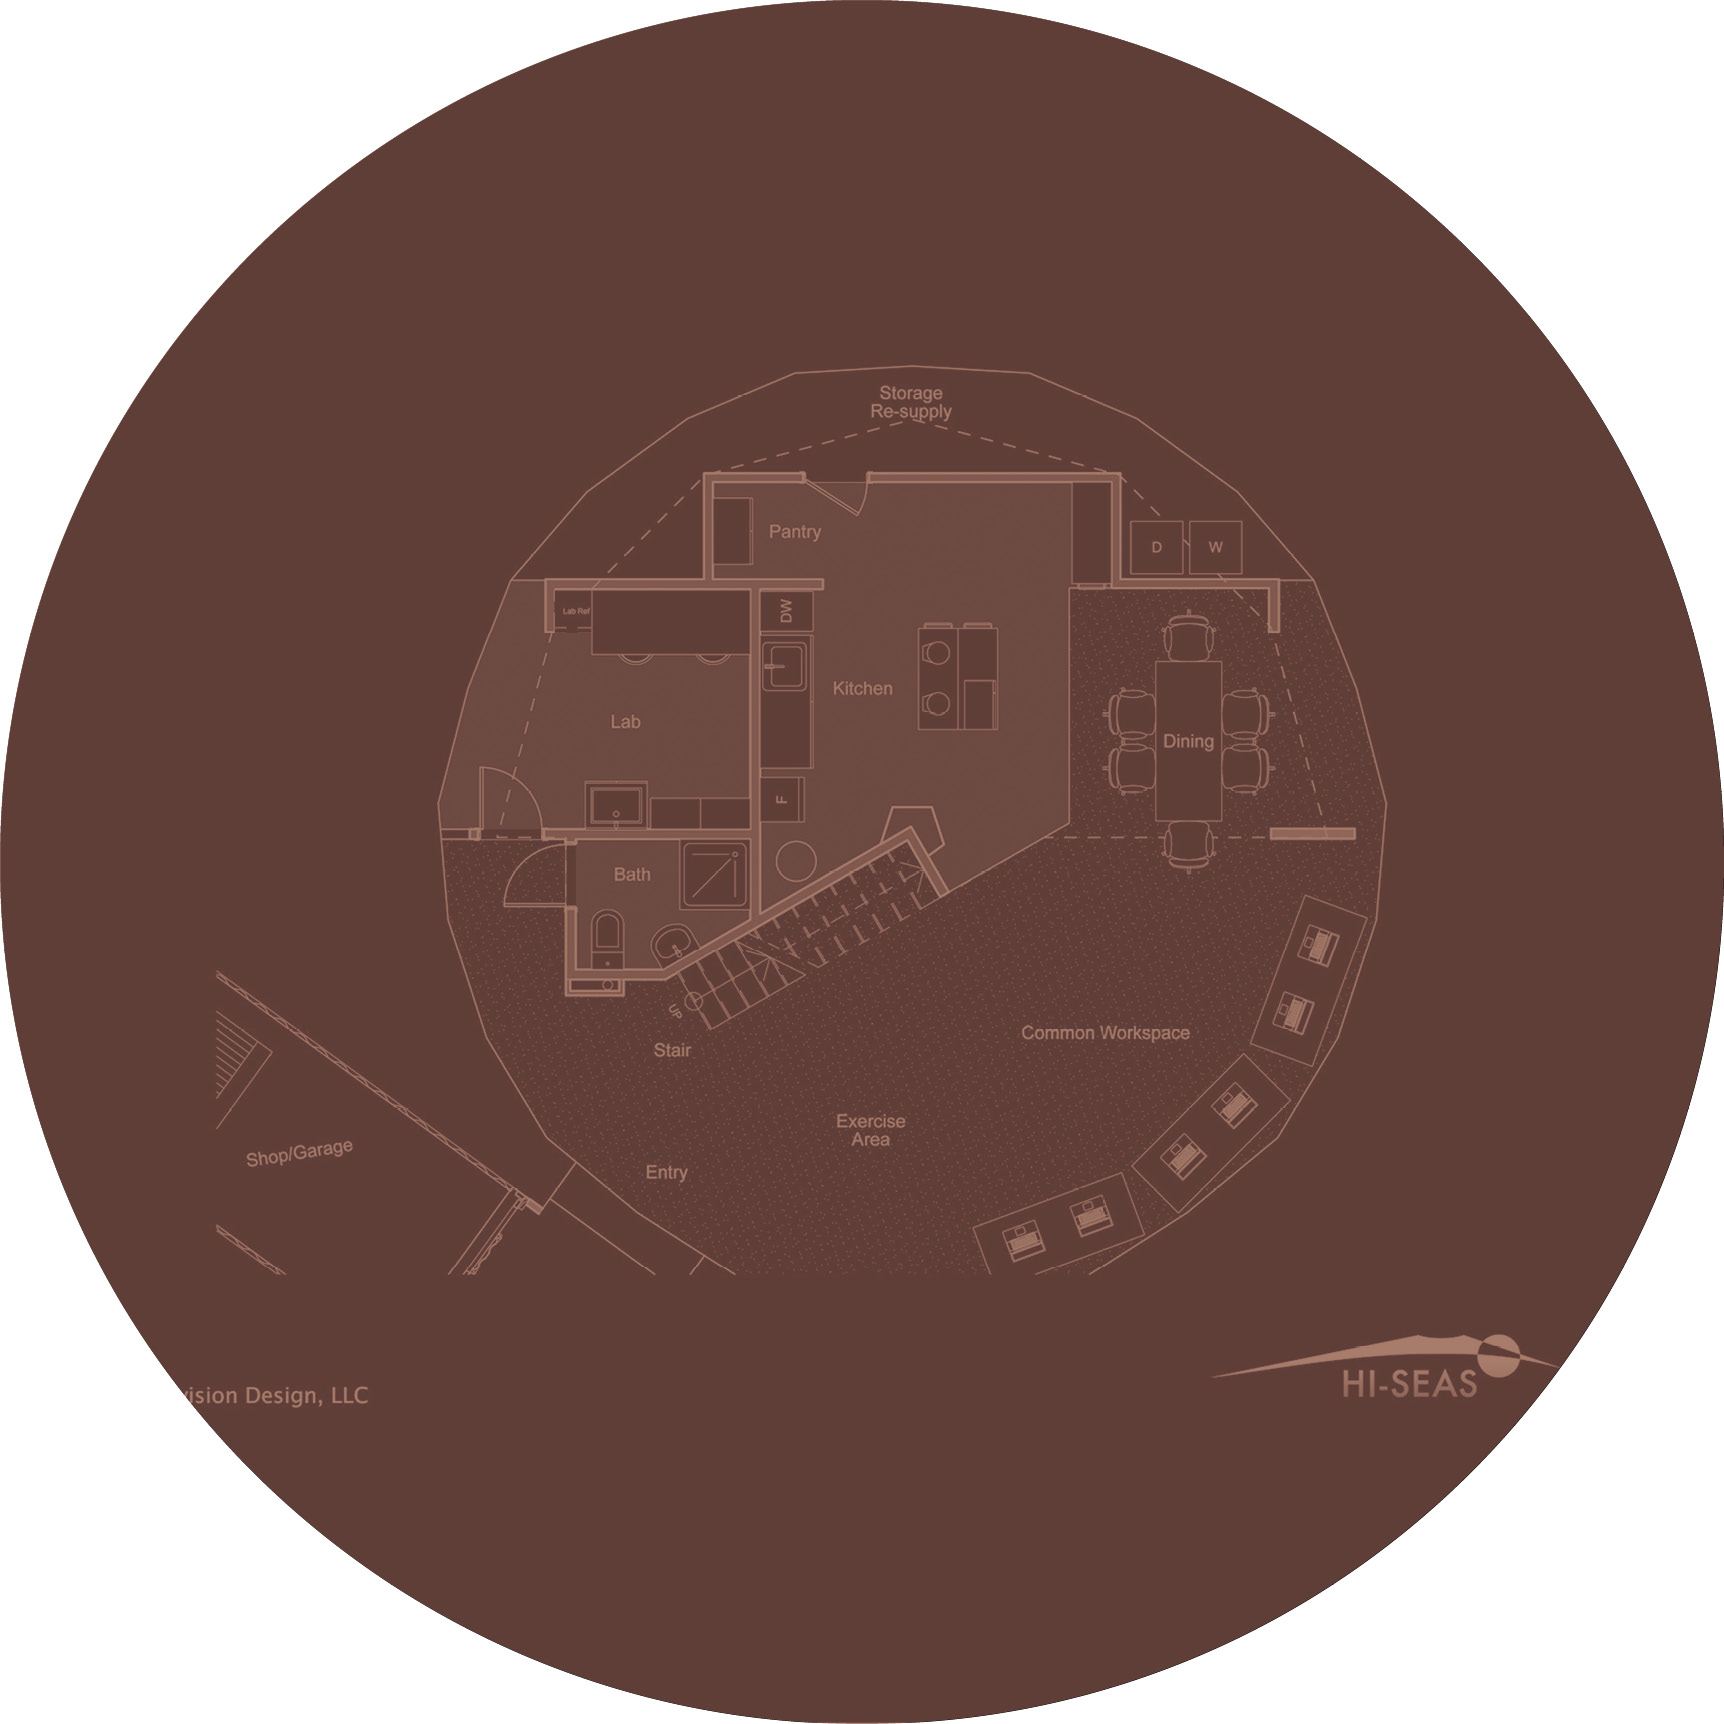 Storage
Re-supply
Pantry
D
W
Lab Ref
DW
Kitchen
Lab
Dining
F
Bath
UP
Stair
Common Workspace
Exercise
Area
Shop/Garage
Entry
HI-SEAS
vision Design, LLC